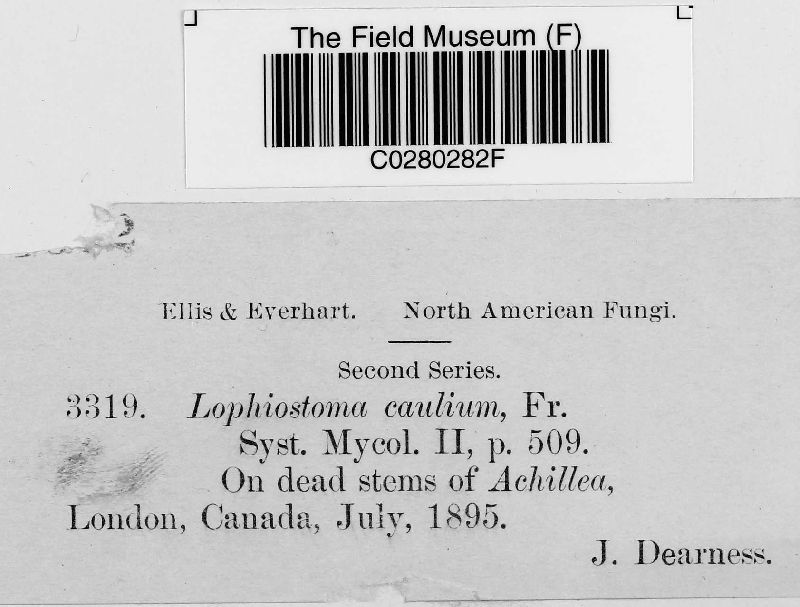 The Field Museum (F)
C0280282F
Ellis & Everhart. North American Fungi.
Second Series.
3319. Lophiostoma caulium, Fr.
Syst. Mycol. II, p. 509.
On dead stems of Achillea,
London, Canada, July, 1895.
J. Dearness.